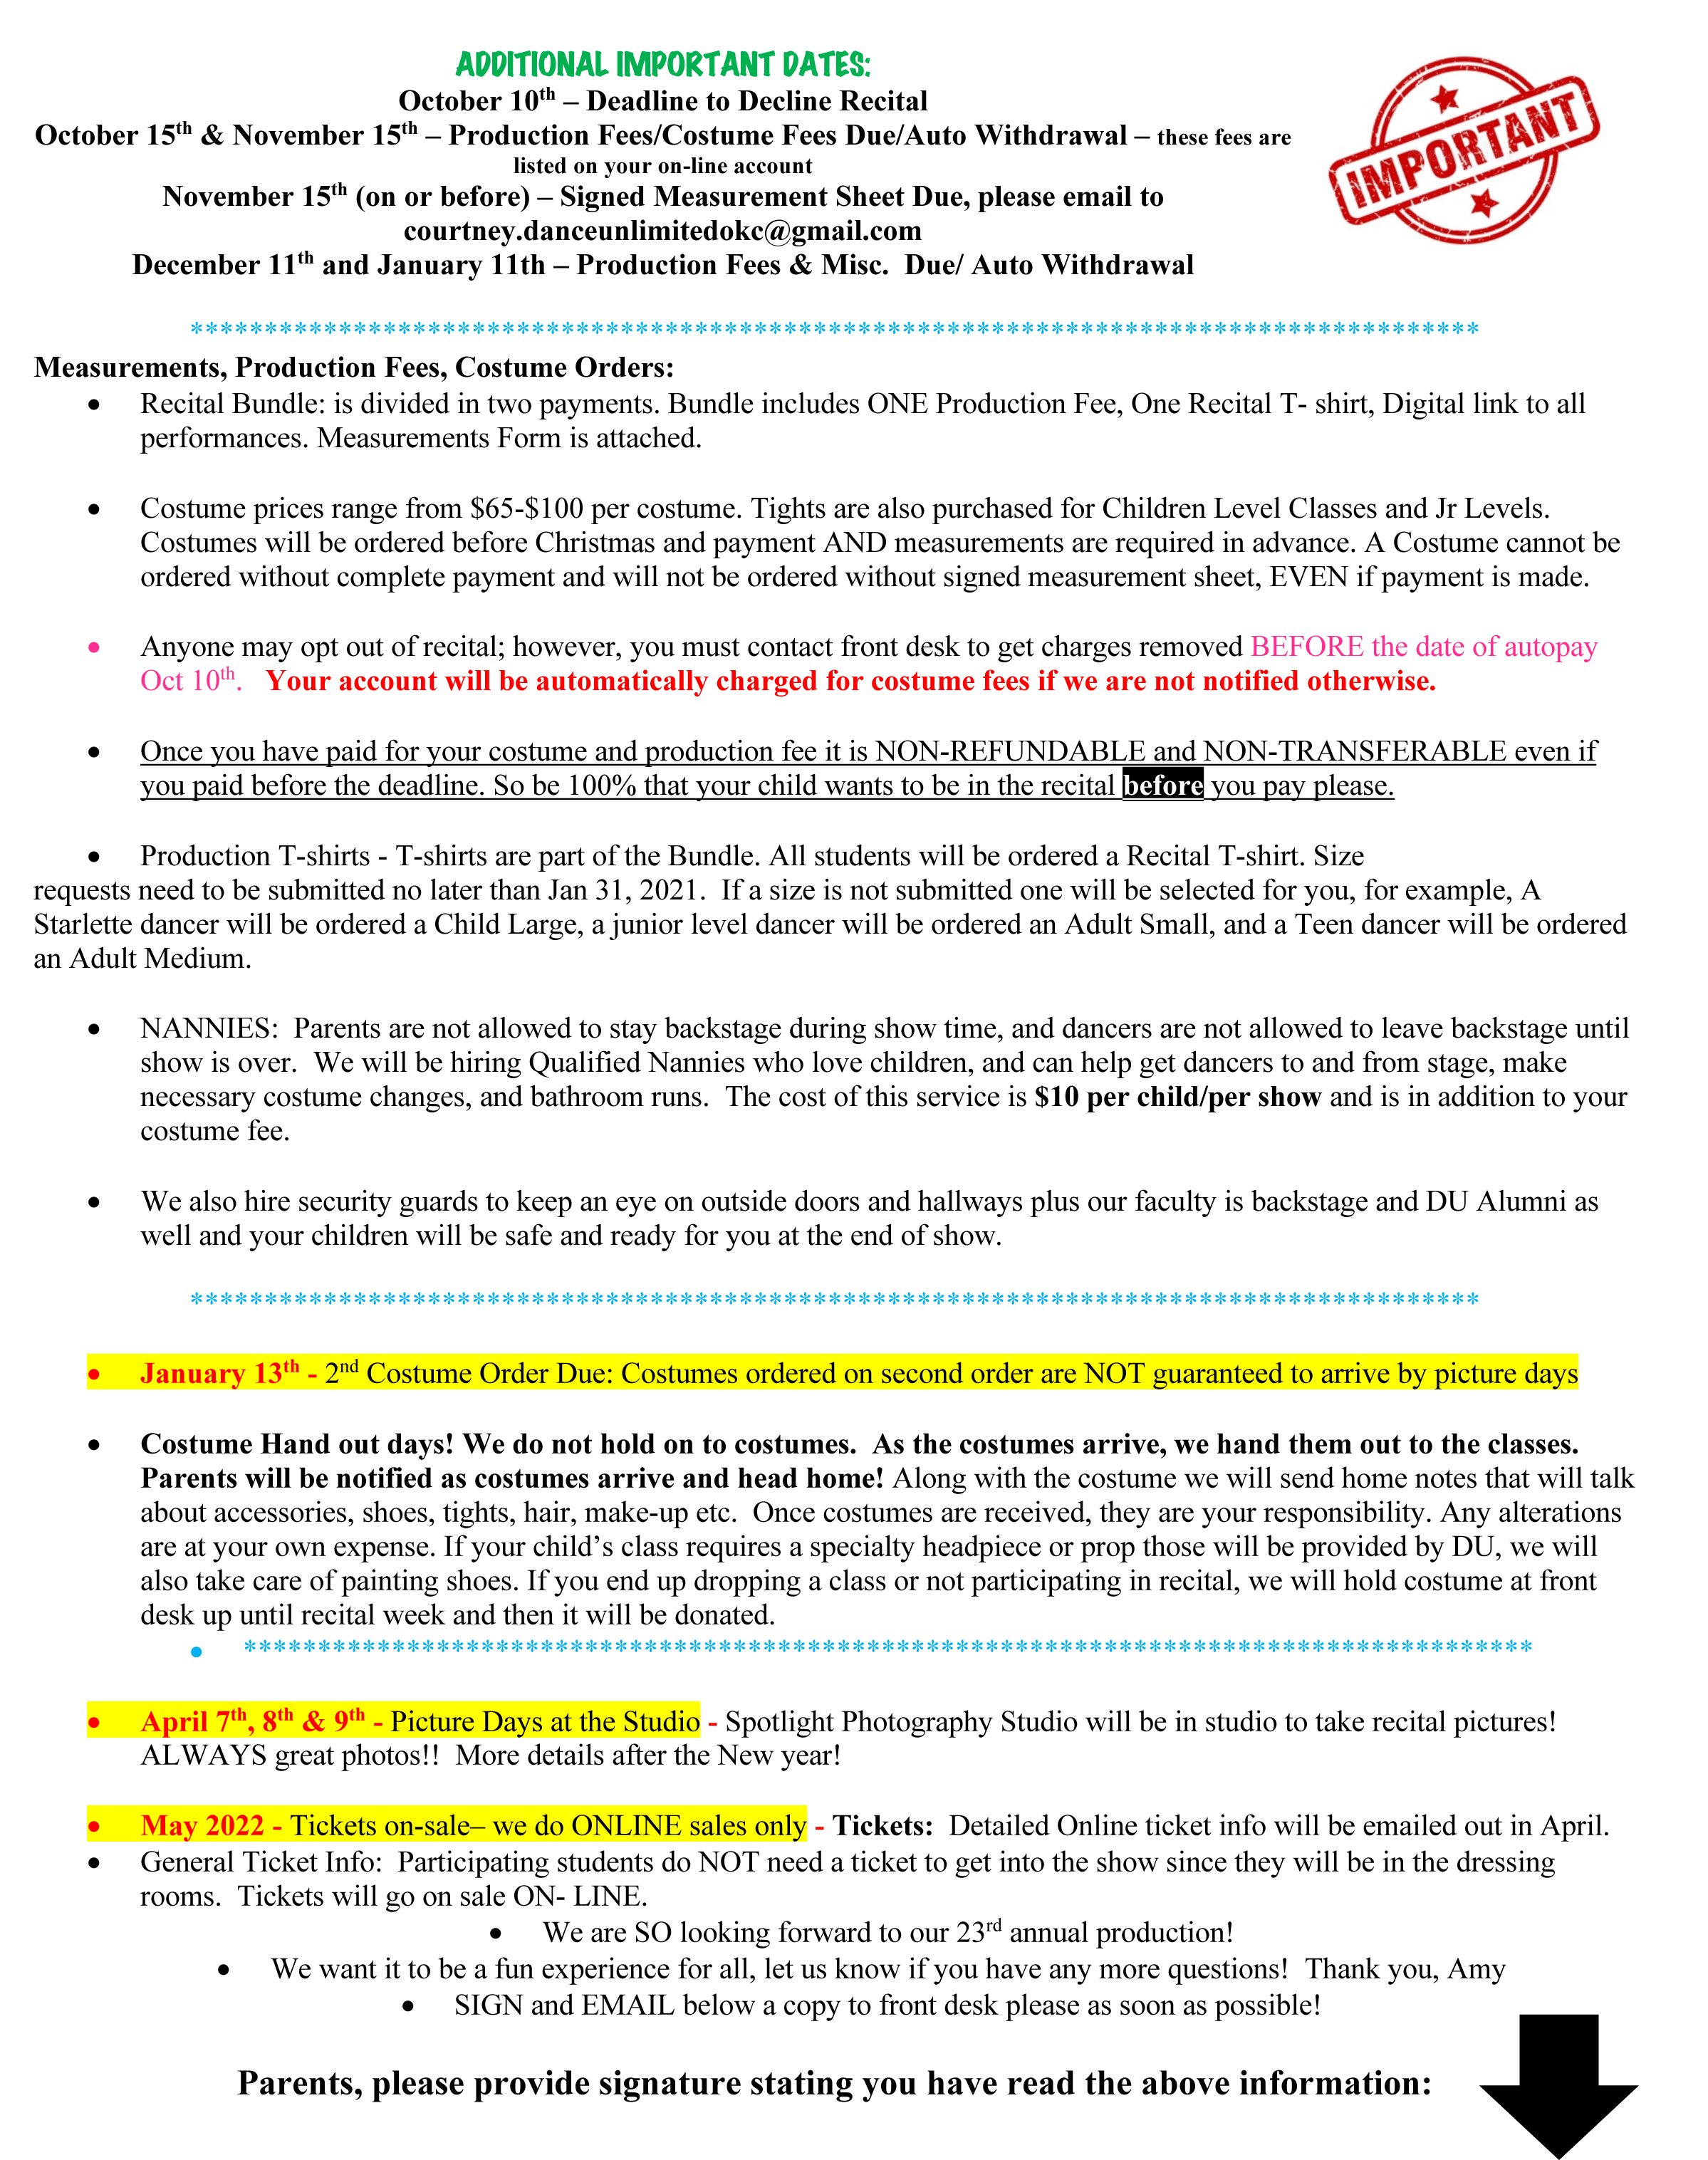 ADDITIONAL IMPORTANT DATES:
October 10th – Deadline to Decline Recital
October 15th & November 15th – Production Fees/Costume Fees Due/Auto Withdrawal – these fees are
listed on your on-line account
November 15th (on or before) – Signed Measurement Sheet Due, please email to
courtney.danceunlimitedokc@gmail.com
December 11th and January 11th – Production Fees & Misc.  Due/ Auto Withdrawal
IMPORTANT
***************************************************************************************
Measurements, Production Fees, Costume Orders:
• Recital Bundle: is divided in two payments. Bundle includes ONE Production Fee, One Recital T- shirt, Digital link to all
performances. Measurements Form is attached.
• Costume prices range from $65-$100 per costume. Tights are also purchased for Children Level Classes and Jr Levels.
Costumes will be ordered before Christmas and payment AND measurements are required in advance. A Costume cannot be
ordered without complete payment and will not be ordered without signed measurement sheet, EVEN if payment is made.
• Anyone may opt out of recital; however, you must contact front desk to get charges removed BEFORE the date of autopay
Oct 10th.   Your account will be automatically charged for costume fees if we are not notified otherwise.
• Once you have paid for your costume and production fee it is NON-REFUNDABLE and NON-TRANSFERABLE even if
you paid before the deadline. So be 100% that your child wants to be in the recital before you pay please.
• Production T-shirts - T-shirts are part of the Bundle. All students will be ordered a Recital T-shirt. Size
requests need to be submitted no later than Jan 31, 2021.  If a size is not submitted one will be selected for you, for example, A
Starlette dancer will be ordered a Child Large, a junior level dancer will be ordered an Adult Small, and a Teen dancer will be ordered
an Adult Medium.
• NANNIES:  Parents are not allowed to stay backstage during show time, and dancers are not allowed to leave backstage until
show is over.  We will be hiring Qualified Nannies who love children, and can help get dancers to and from stage, make
necessary costume changes, and bathroom runs.  The cost of this service is $10 per child/per show and is in addition to your
costume fee.
• We also hire security guards to keep an eye on outside doors and hallways plus our faculty is backstage and DU Alumni as
well and your children will be safe and ready for you at the end of show.
***************************************************************************************
• January 13th - 2nd Costume Order Due: Costumes ordered on second order are NOT guaranteed to arrive by picture days
• Costume Hand out days! We do not hold on to costumes.  As the costumes arrive, we hand them out to the classes.
Parents will be notified as costumes arrive and head home! Along with the costume we will send home notes that will talk
about accessories, shoes, tights, hair, make-up etc.  Once costumes are received, they are your responsibility. Any alterations
are at your own expense. If your child’s class requires a specialty headpiece or prop those will be provided by DU, we will
also take care of painting shoes. If you end up dropping a class or not participating in recital, we will hold costume at front
desk up until recital week and then it will be donated.
• ***************************************************************************************
• April 7th, 8th & 9th - Picture Days at the Studio - Spotlight Photography Studio will be in studio to take recital pictures!
ALWAYS great photos!!  More details after the New year!
• May 2022 - Tickets on-sale– we do ONLINE sales only - Tickets:  Detailed Online ticket info will be emailed out in April.
• General Ticket Info:  Participating students do NOT need a ticket to get into the show since they will be in the dressing
rooms.  Tickets will go on sale ON- LINE.
• We are SO looking forward to our 23rd annual production!
• We want it to be a fun experience for all, let us know if you have any more questions!  Thank you, Amy
• SIGN and EMAIL below a copy to front desk please as soon as possible!
Parents, please provide signature stating you have read the above information: